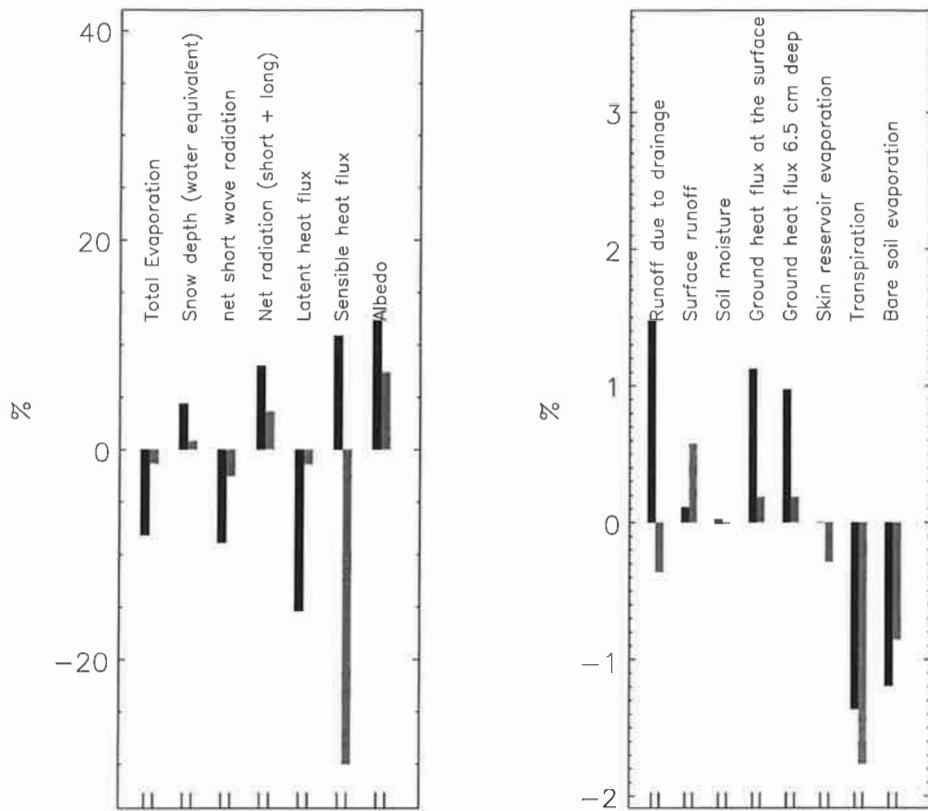 40
20
0
−20
%
Total Evaporation
Snow depth (water equivalent)
net short wave radiation
Net radiation (short + long)
Latent heat flux
Sensible heat flux
Albedo
3
2
1
0
−1
−2
%
Runoff due to drainage
Surface runoff
Soil moisture
Ground heat flux at the surface
Ground heat flux 6.5 cm deep
Skin reservoir evaporation
Transpiration
Bare soil evaporation